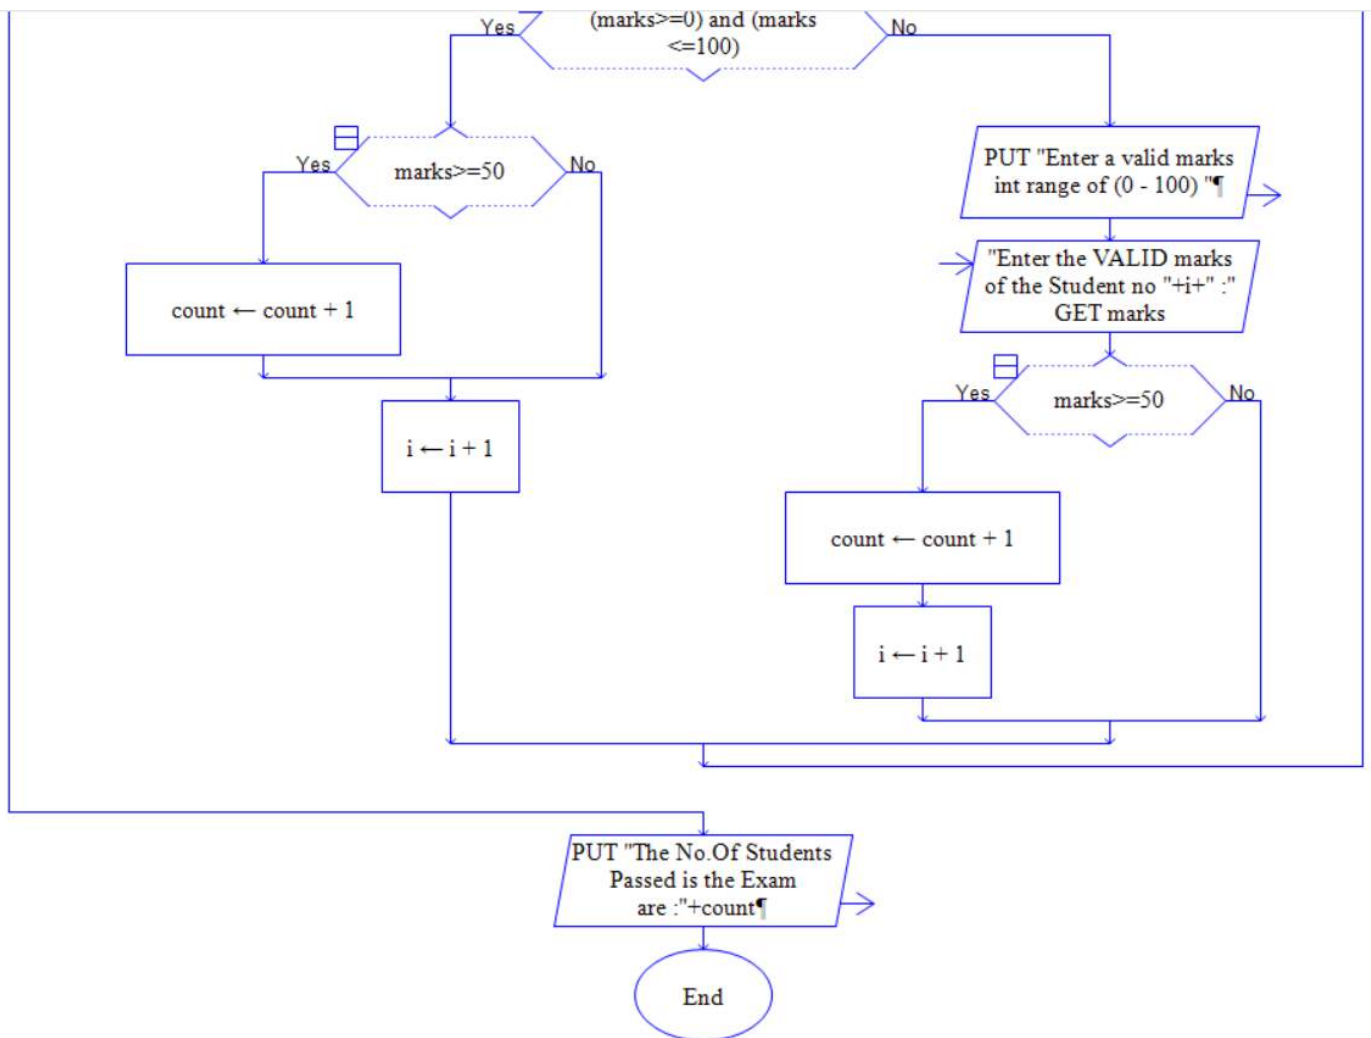 (marks>=0) and (marks
<=100)
Yes
No
marks>=50
Yes
No
PUT "Enter a valid marks
int range of (0 - 100) "¶
"Enter the VALID marks
of the Student no "+i+" :"
GET marks
count ← count + 1
marks>=50
Yes
No
i ← i + 1
count ← count + 1
i ← i + 1
PUT "The No.Of Students
Passed is the Exam
are :"+count¶
End